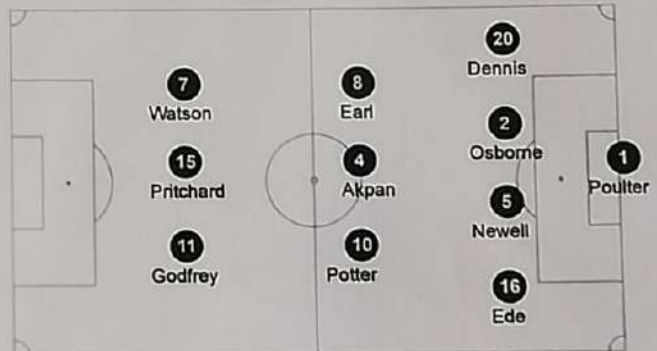 7
Watson
15
Pritchard
11
Godfrey
8
Earl
4
Akpan
10
Potter
20
Dennis
2
Osborne
5
Newell
16
Ede
1
Poulter